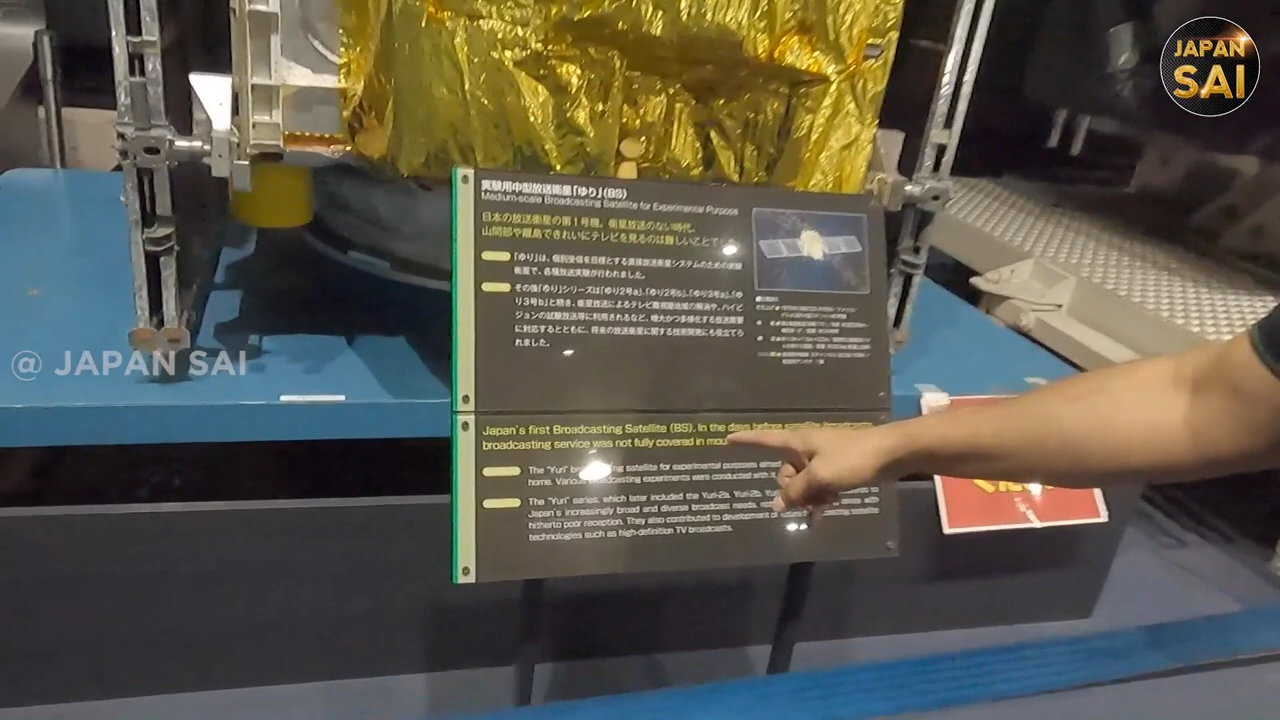 JAPAN
SAI
実験用中型放送衛星「ゆり」(BS)
Medium-scale Broadcasting Satellite for Experimental Purpose
日本の放送衛星の第1号機。衛星放送のない時代、
山間部や離島できれいにテレビを見るのは難しいことで
「ゆり」は、個別受信を目標とする直接放送衛星システムのための実験
衛星で、各種放送実験が行われました。
その後「ゆり」シリーズは「ゆり2号a」、「ゆり2号b」、「ゆり3号a」、「ゆ
り3号b」と続き、衛星放送によるテレビ難視聴地域の解消や、ハイビ
ジョンの試験放送等に利用されるなど、増大かつ多様化する放送需要
に対応するとともに、将来の放送衛星に関する技術開発にも役立てら
れました。
@ JAPAN SAI
Japan's first Broadcasting Satellite (BS). In the days before satellite
broadcasting service was not fully covered in
The "Yuri" satellite for experimental purposes
home. Various broadcasting experiments were conducted with
The "Yuri" series, which later included the Yuri-2a, Yuri-2b,
Japan's increasingly broad and diverse broadcast needs,
hitherto poor reception. They also contributed to development of satellite
technologies such as high-definition TV broadcasts.